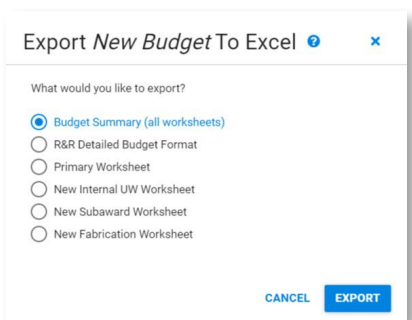 Export New Budget To Excel ? ×
What would you like to export?
Budget Summary (all worksheets)
R&R Detailed Budget Format
Primary Worksheet
New Internal UW Worksheet
New Subaward Worksheet
New Fabrication Worksheet
CANCEL EXPORT